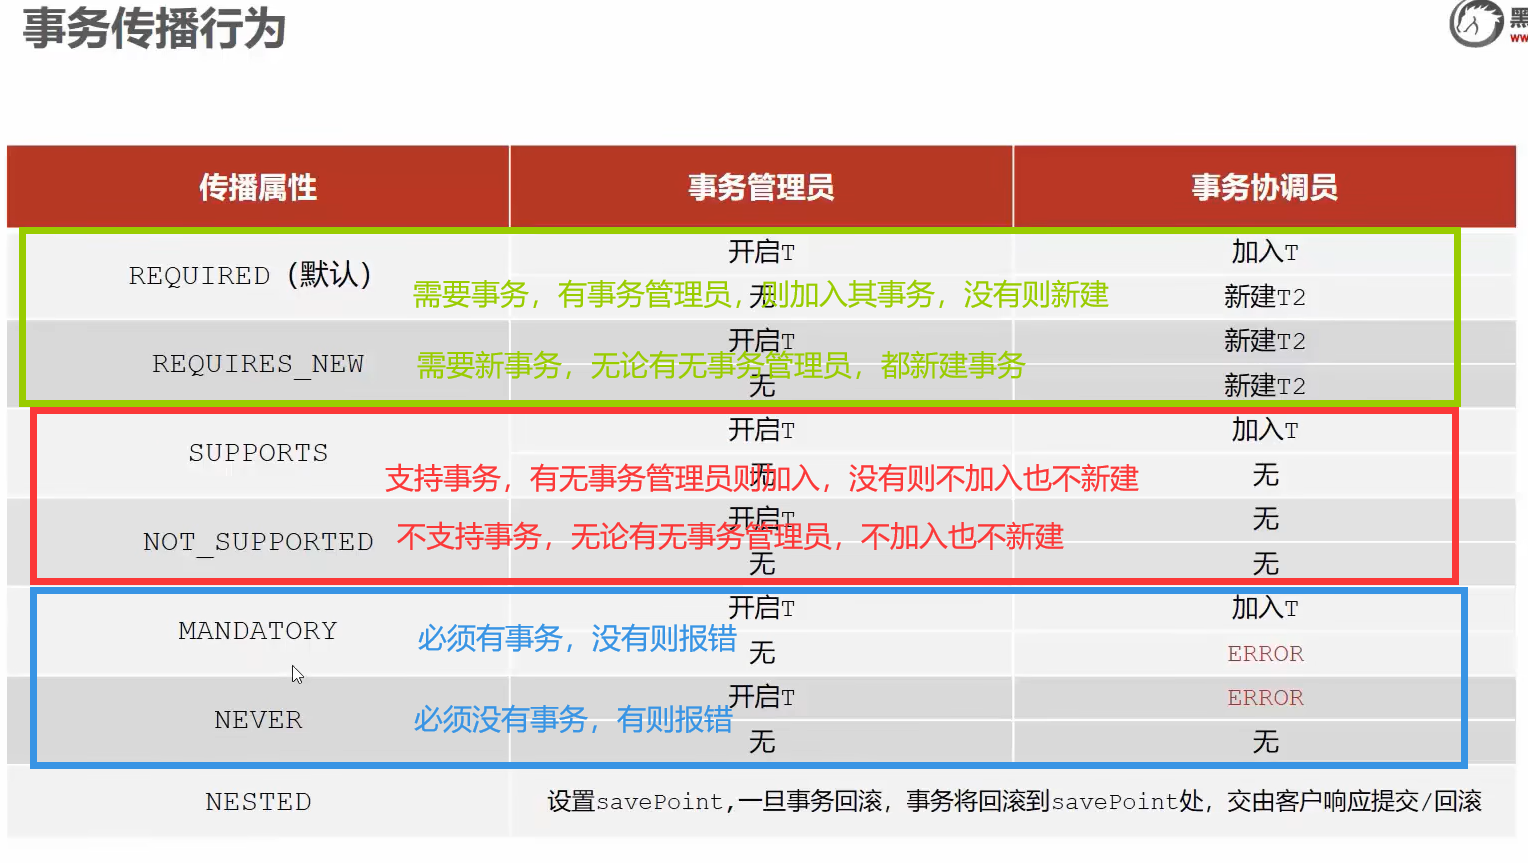 事务传播行为
黑
ww
传播属性 事务管理员 事务协调员
REQUIRED（默认） 开启T 加入T
需要事务，有事务管理员，则加入其事务，没有则新建
无 新建T2
REQUIRES_NEW 开启T 新建T2
需要新事务，无论有无事务管理员，都新建事务
无 新建T2
SUPPORTS 开启T 加入T
支持事务，有无事务管理员则加入，没有则不加入也不新建
无 无
NOT_SUPPORTED 开启T 无
不支持事务，无论有无事务管理员，不加入也不新建
无 无
MANDATORY 开启T 加入T
必须有事务，没有则报错
无 ERROR
NEVER 开启T ERROR
必须没有事务，有则报错
无 无
NESTED 设置savePoint,一旦事务回滚，事务将回滚到savePoint处，交由客户响应提交/回滚